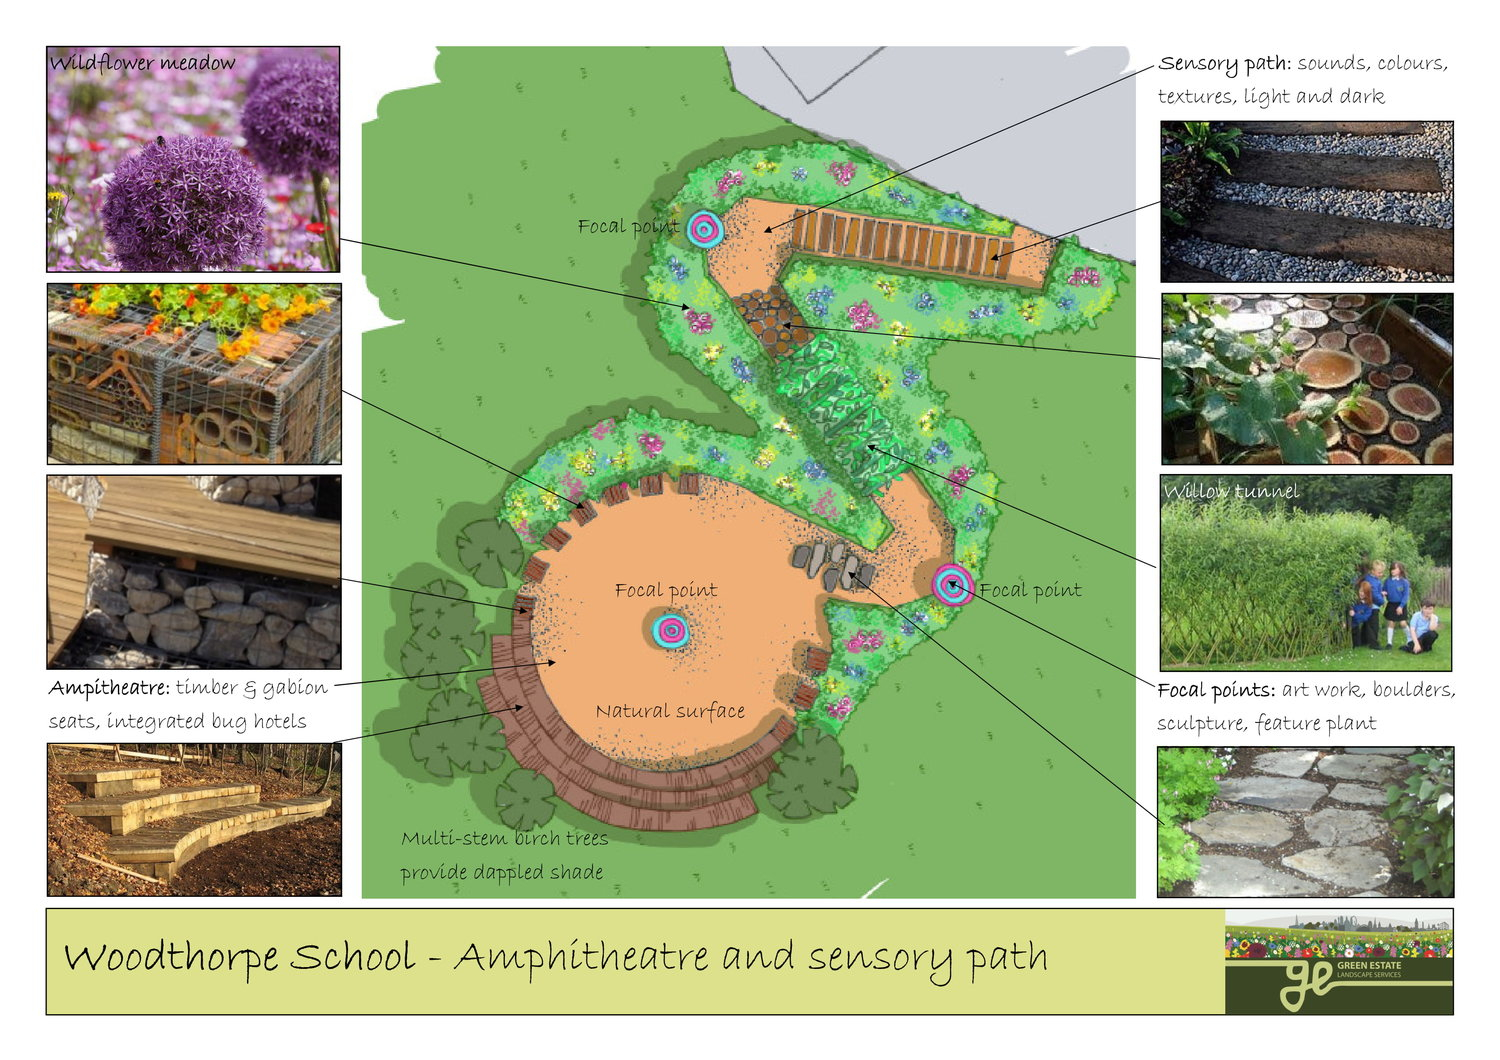 Wildflower meadow
Sensory path: sounds, colours,
textures, light and dark
Focal point
Willow tunnel
Focal point
Focal point
Ampitheatre: timber & gabion
seats, integrated bug hotels
Natural surface
Focal points: art work, boulders,
sculpture, feature plant
Multi-stem birch trees
provide dappled shade
Woodthorpe School - Amphitheatre and sensory path
ge
GREEN ESTATE
LANDSCAPE SERVICES